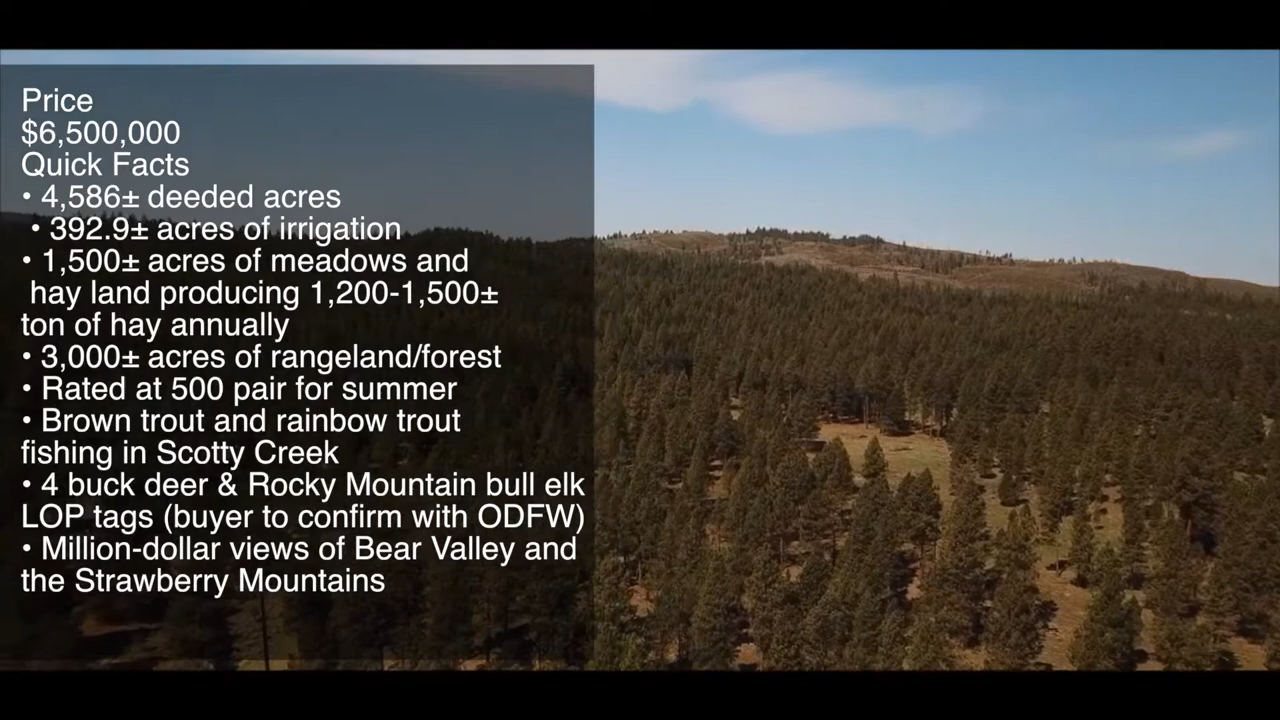 Price
$6,500,000
Quick Facts
• 4,586± deeded acres
• 392.9± acres of irrigation
• 1,500± acres of meadows and
hay land producing 1,200-1,500±
ton of hay annually
• 3,000± acres of rangeland/forest
• Rated at 500 pair for summer
• Brown trout and rainbow trout
fishing in Scotty Creek
• 4 buck deer & Rocky Mountain bull elk
LOP tags (buyer to confirm with ODFW)
• Million-dollar views of Bear Valley and
the Strawberry Mountains